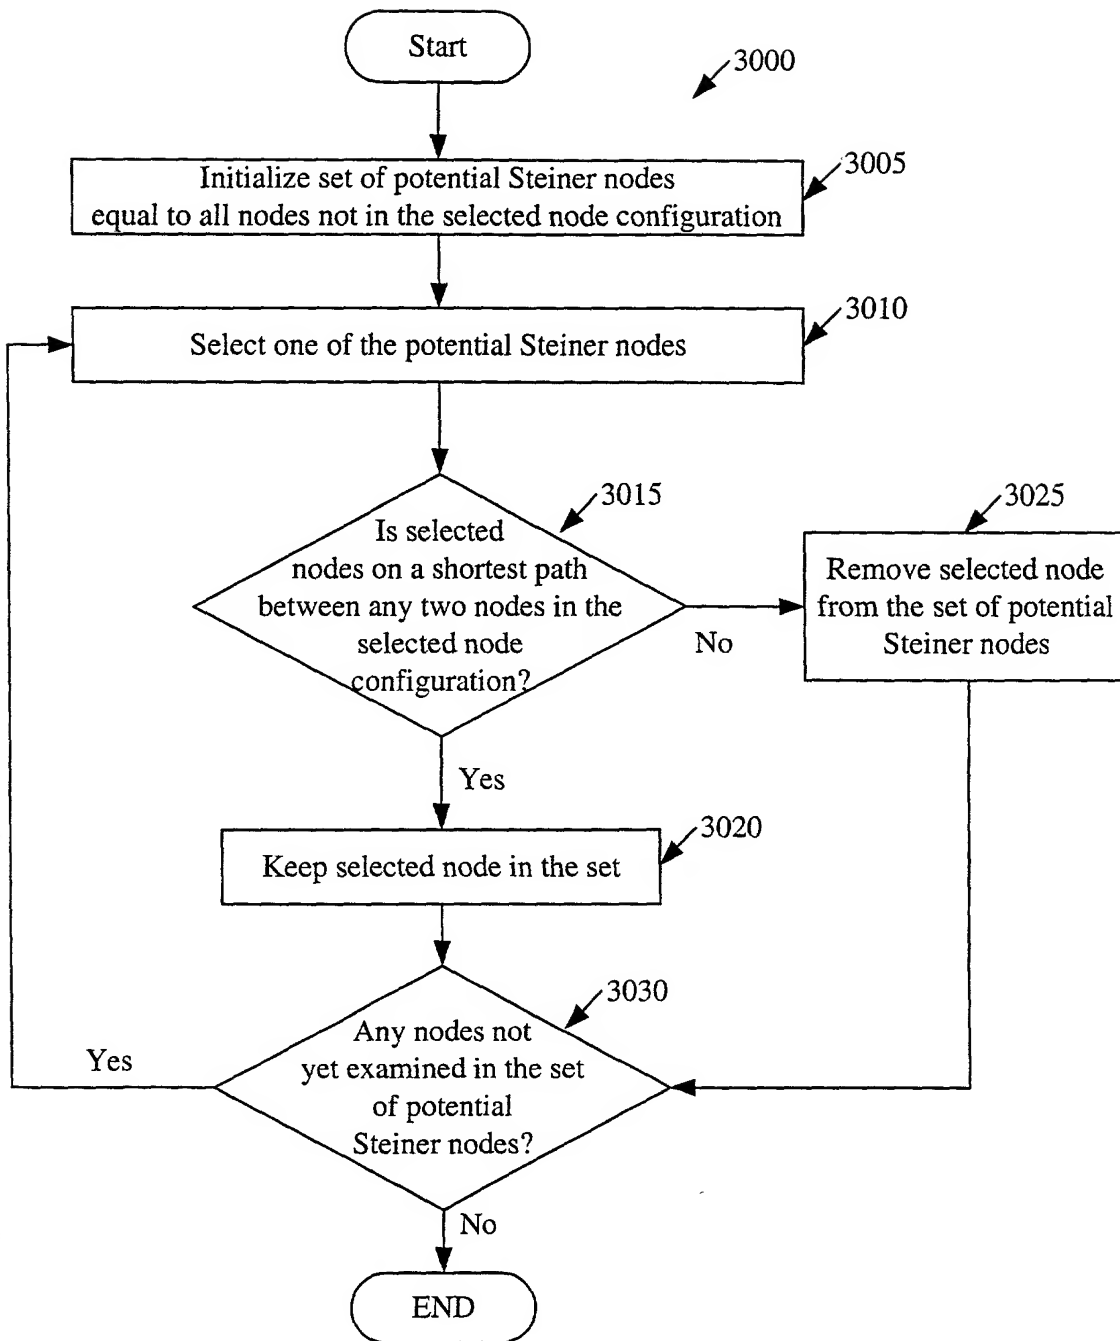 Start
3000
3005
Initialize set of potential Steiner nodes
equal to all nodes not in the selected node configuration
3010
Select one of the potential Steiner nodes
3015
Is selected
nodes on a shortest path
between any two nodes in the
selected node
configuration?
No
3025
Remove selected node
from the set of potential
Steiner nodes
Yes
3020
Keep selected node in the set
3030
Any nodes not
yet examined in the set
of potential
Steiner nodes?
Yes
No
END